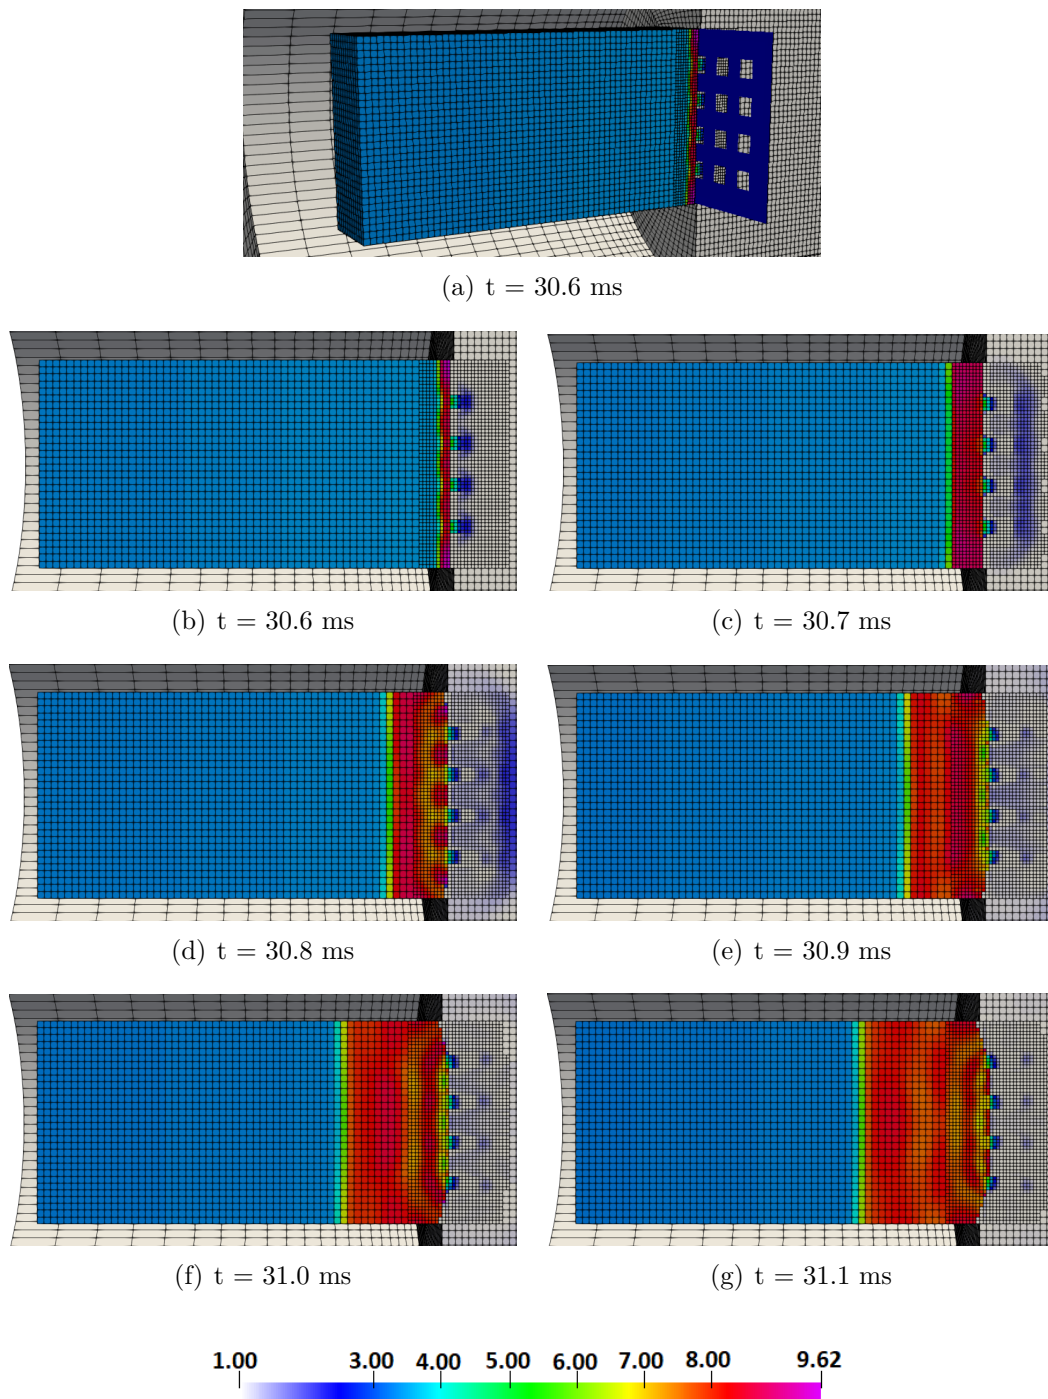 (a) t = 30.6 ms
(b) t = 30.6 ms
(c) t = 30.7 ms
(d) t = 30.8 ms
(e) t = 30.9 ms
(f) t = 31.0 ms
(g) t = 31.1 ms
1.00 3.00 4.00 5.00 6.00 7.00 8.00 9.62